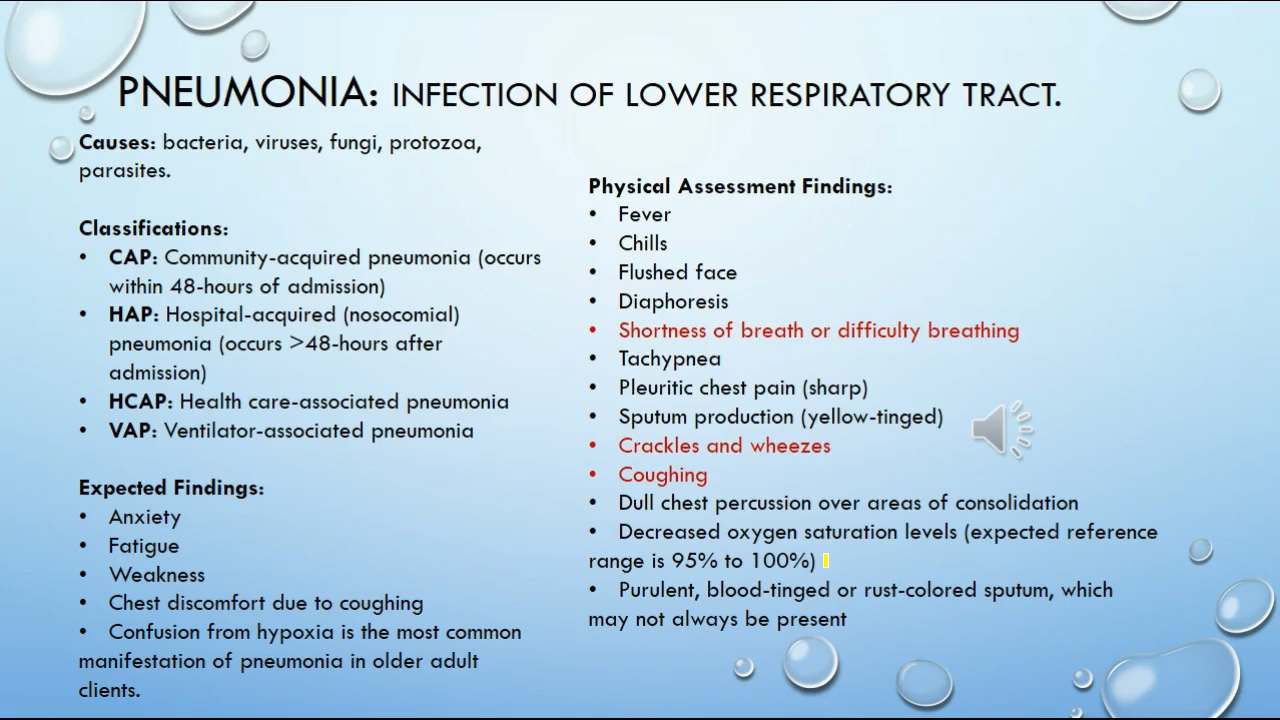 PNEUMONIA: INFECTION OF LOWER RESPIRATORY TRACT.
Causes: bacteria, viruses, fungi, protozoa,
parasites.
Classifications:
• CAP: Community-acquired pneumonia (occurs
within 48-hours of admission)
• HAP: Hospital-acquired (nosocomial)
pneumonia (occurs >48-hours after
admission)
• HCAP: Health care-associated pneumonia
• VAP: Ventilator-associated pneumonia
Expected Findings:
• Anxiety
• Fatigue
• Weakness
• Chest discomfort due to coughing
• Confusion from hypoxia is the most common
manifestation of pneumonia in older adult
clients.
Physical Assessment Findings:
• Fever
• Chills
• Flushed face
• Diaphoresis
• Shortness of breath or difficulty breathing
• Tachypnea
• Pleuritic chest pain (sharp)
• Sputum production (yellow-tinged)
• Crackles and wheezes
• Coughing
• Dull chest percussion over areas of consolidation
• Decreased oxygen saturation levels (expected reference
range is 95% to 100%)
• Purulent, blood-tinged or rust-colored sputum, which
may not always be present